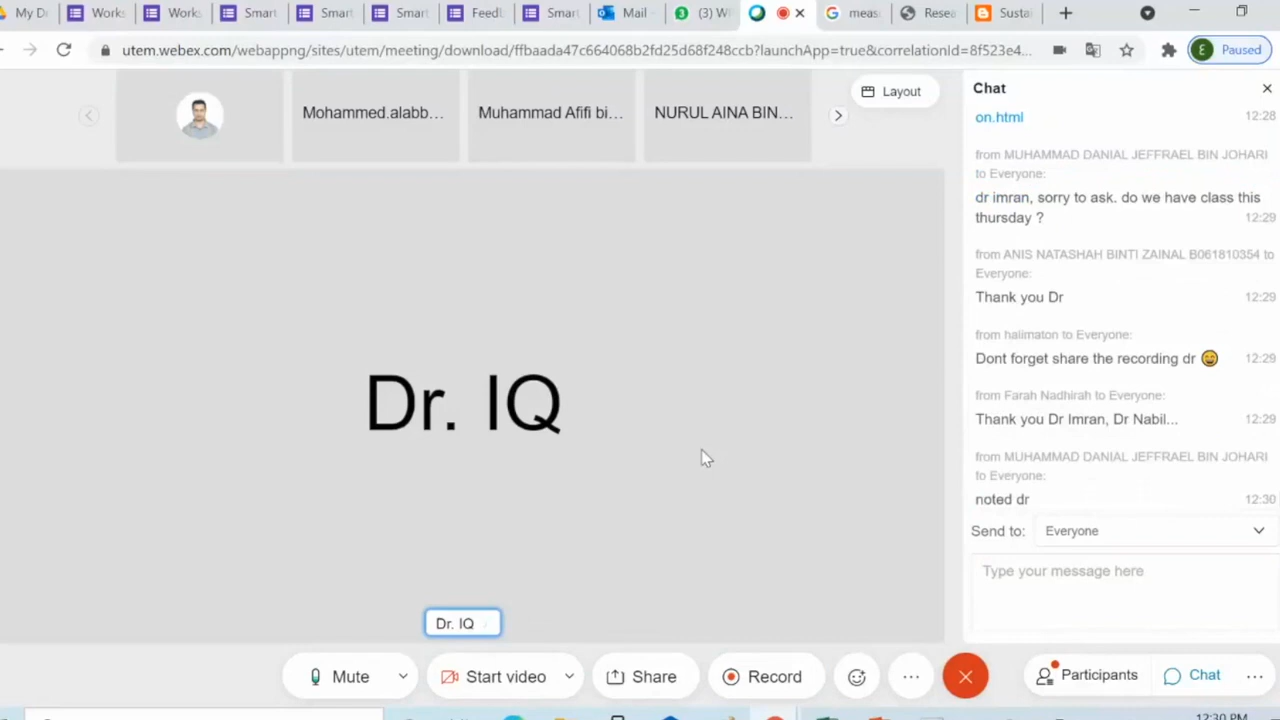 My Dr
Works
Works
Smart
Smart
Smart
Feedl
Smart
Mail -
(3) W
meas
Resea
Sustai
utem.webex.com/webappng/sites/utem/meeting/download/ffbaada47c664068b2fd25d68f248ccb?launchApp=true&correlationId=8f523e4...
E
Paused
Mohammed.alabb...
Muhammad Afifi bi...
NURUL AINA BIN...
Layout
Chat
on.html
12:28
from MUHAMMAD DANIAL JEFFRAEL BIN JOHARI
to Everyone:
dr imran, sorry to ask. do we have class this
thursday ?
12:29
from ANIS NATASHAH BINTI ZAINAL B061810354 to
Everyone:
Thank you Dr
12:29
from halimaton to Everyone:
Dont forget share the recording dr 😄
12:29
from Farah Nadhirah to Everyone:
Thank you Dr Imran, Dr Nabil...
12:29
from MUHAMMAD DANIAL JEFFRAEL BIN JOHARI
to Everyone:
noted dr
12:30
Send to:
Everyone
Type your message here
Dr. IQ
Dr. IQ
Mute
Start video
Share
Record
Participants
Chat
12:30 PM